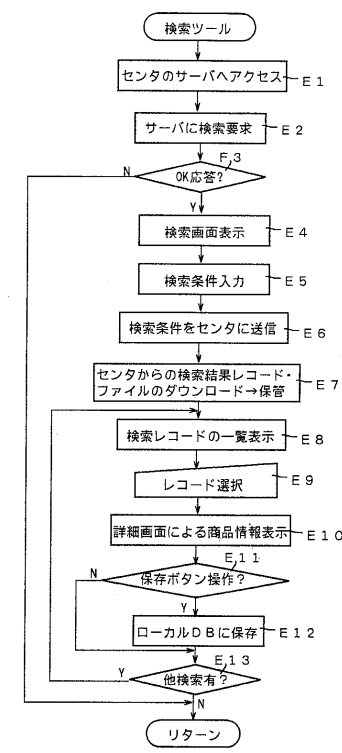 検索ツール
センタのサーバへアクセス E1
サーバに検索要求 E2
F,3
OK応答?
N
Y
検索画面表示 E4
検索条件入力 E5
検索条件をセンタに送信 E6
センタからの検索結果レコード・
ファイルのダウンロード→保管 E7
検索レコードの一覧表示 E8
レコード選択 E9
詳細画面による商品情報表示 E10
E,11
保存ボタン操作?
N
Y
ローカルDBに保存 E12
E,13
他検索有?
Y
N
リターン